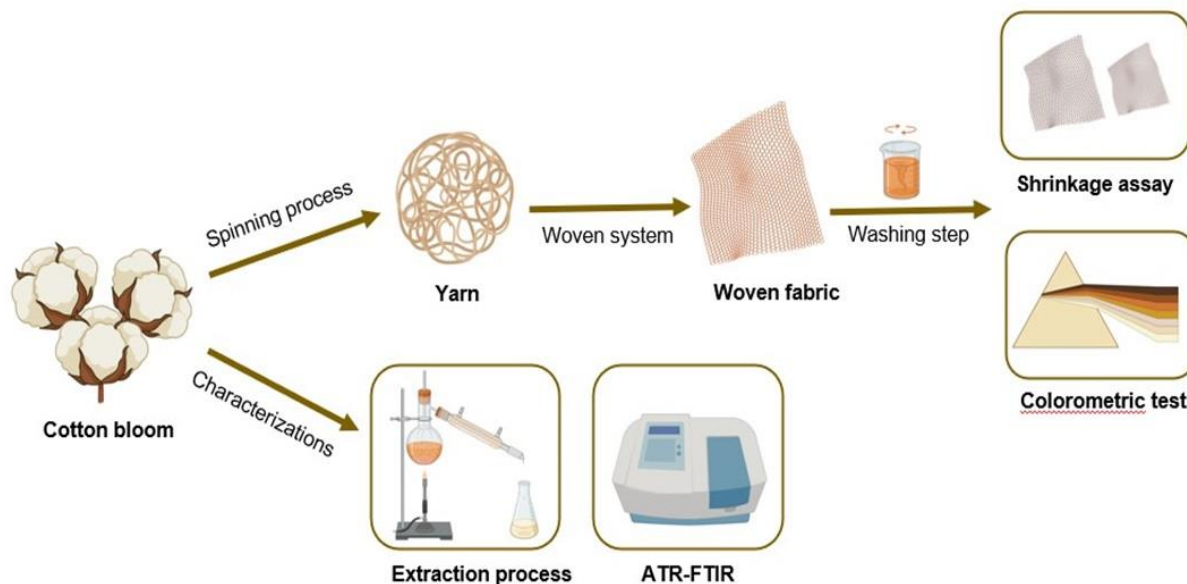 Shrinkage assay
Spinning process
Woven system
Washing step
Yarn
Woven fabric
Colorometric test
Cotton bloom
Characterizations
Extraction process
ATR-FTIR